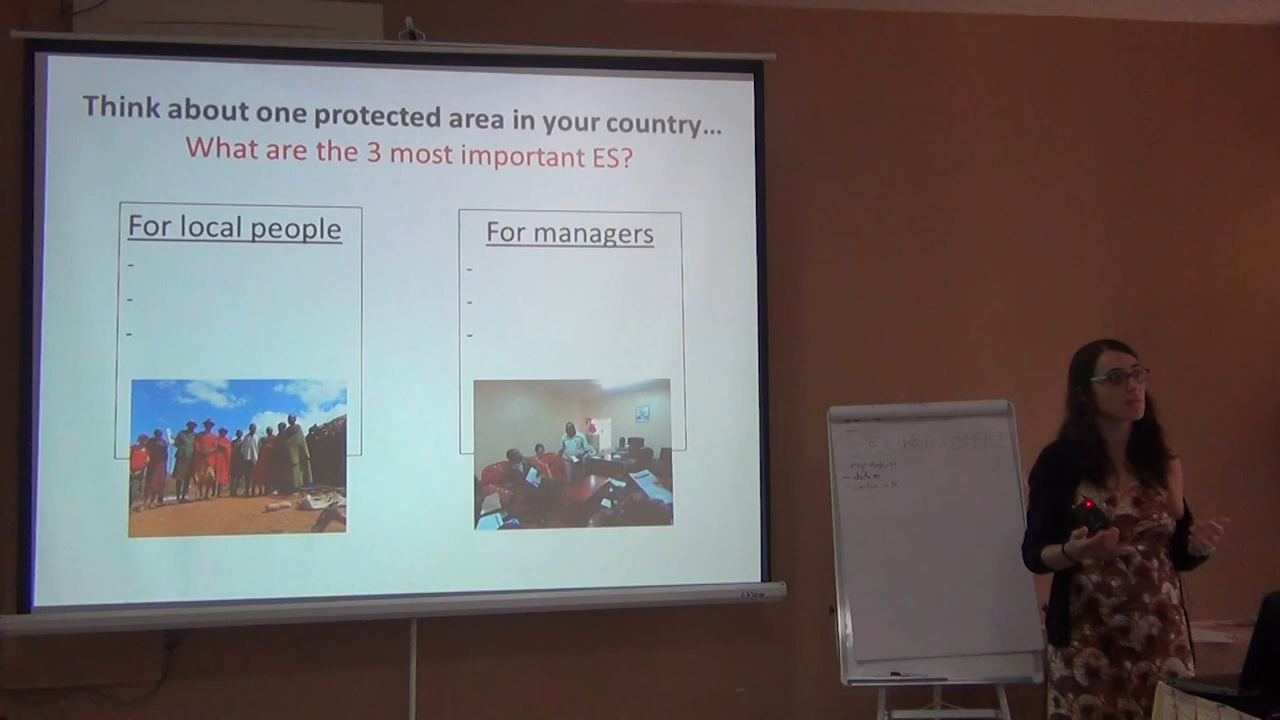 Think about one protected area in your country...
What are the 3 most important ES?
For local people
-
-
-
For managers
-
-
-